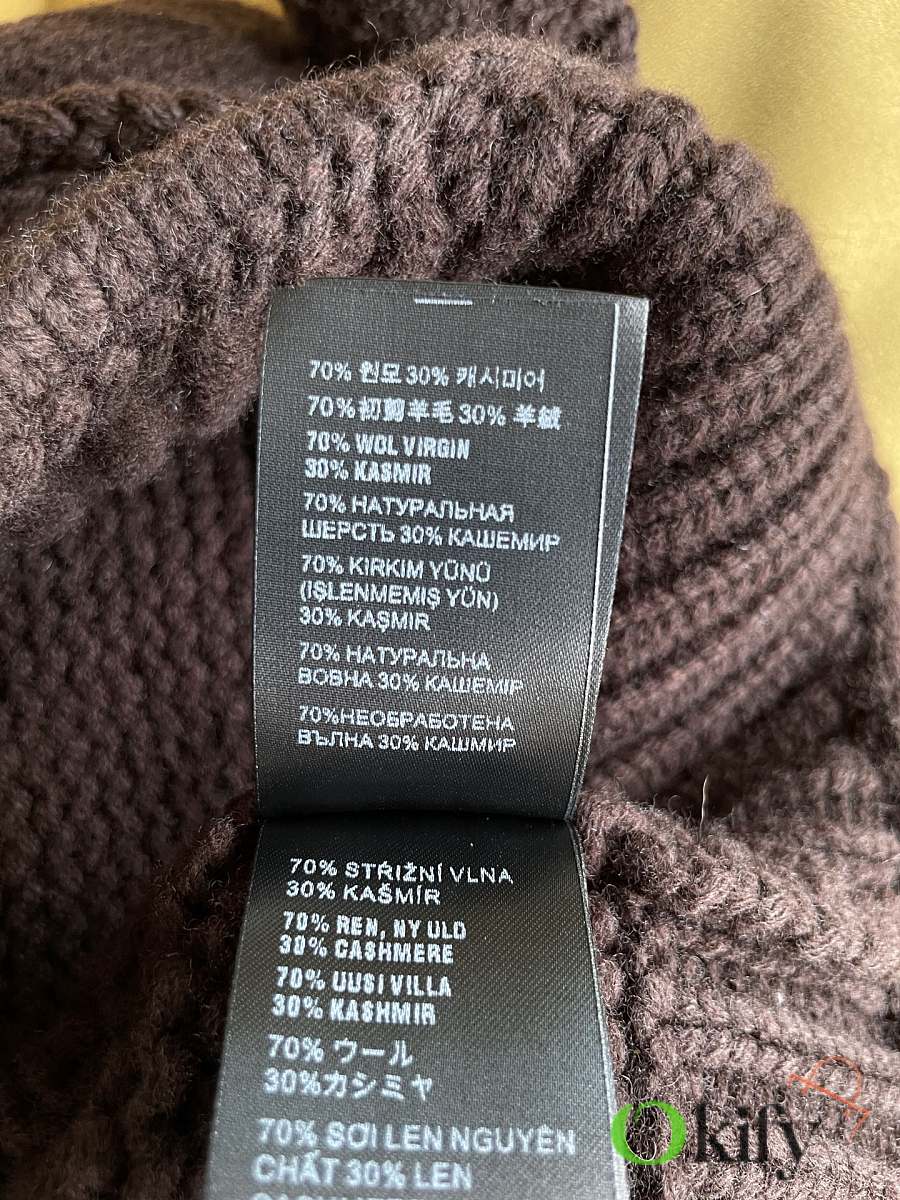 70% 원모 30% 캐시미어
70%初剪羊毛 30% 羊绒
70% WOL VIRGIN
30% KASMIR
70% НАТУРАЛЬНАЯ
ШЕРСТЬ 30% КАШЕМИР
70% KIRKIM YÜNÜ
(İŞLENMEMİŞ YÜN)
30% KAŞMİR
70% НАТУРАЛЬНА
ВОВНА 30% КАШЕМІР
70%НЕОБРАБОТЕНА
ВЪЛНА 30% КАШМИР
70% STŘIŽNÍ VLNA
30% KAŠMÍR
70% REN, NY ULD
30% CASHMERE
70% UUSI VILLA
30% KASHMIR
70% ウール
30%カシミヤ
70% SỢI LEN NGUYÊN
CHẤT 30% LEN
Okify